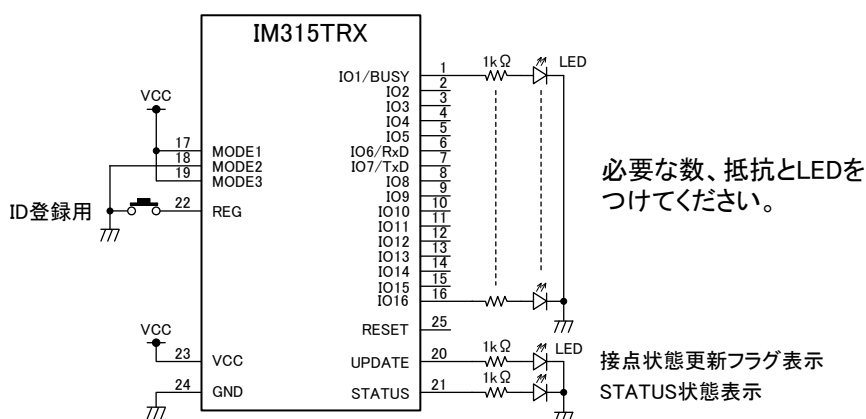 IM315TRX
VCC
17 MODE1
18 MODE2
19 MODE3
ID登録用
22 REG
VCC
23 VCC
24 GND
IO1/BUSY 1
IO2 2
IO3 3
IO4 4
IO5 5
IO6/RxD 6
IO7/TxD 7
IO8 8
IO9 9
IO10 10
IO11 11
IO12 12
IO13 13
IO14 14
IO15 15
IO16 16
RESET 25
UPDATE 20
STATUS 21
1kΩ LED
必要な数、抵抗とLEDを
つけてください。
1kΩ LED
接点状態更新フラグ表示
1kΩ
STATUS状態表示